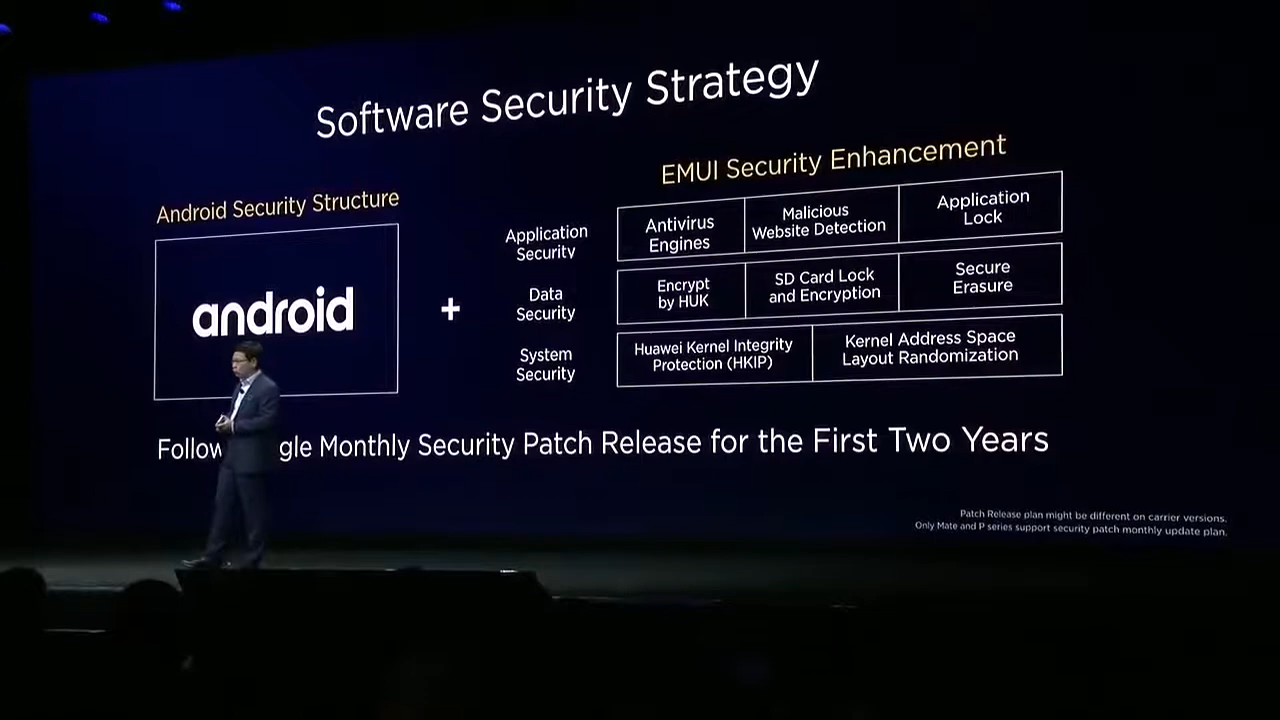 Software Security Strategy
EMUI Security Enhancement
Android Security Structure
android
+
Application
Security
Antivirus
Engines
Malicious
Website Detection
Application
Lock
Data
Security
Encrypt
by HUK
SD Card Lock
and Encryption
Secure
Erasure
System
Security
Huawei Kernel Integrity
Protection (HKIP)
Kernel Address Space
Layout Randomization
Follow gle Monthly Security Patch Release for the First Two Years
Patch Release plan might be different on carrier versions.
Only Mate and P series support security patch monthly update plan.